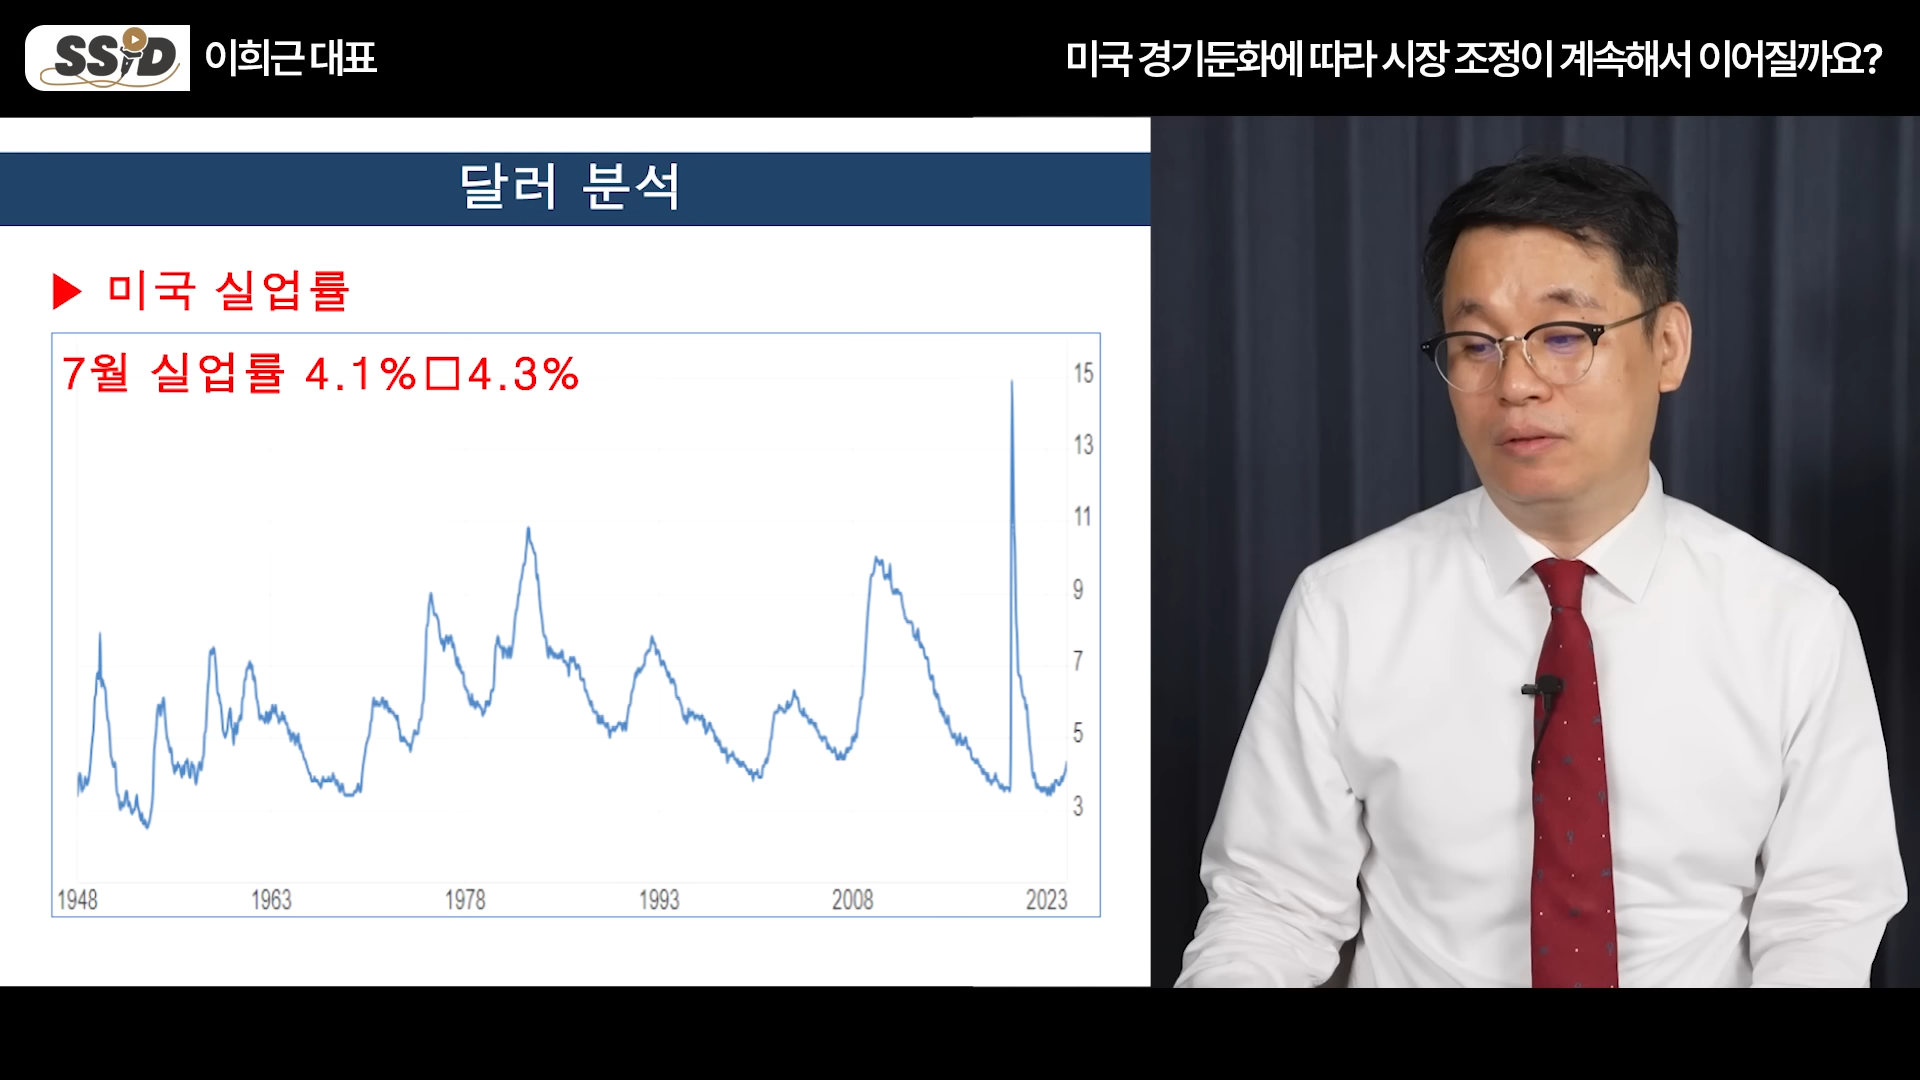 SSiD 이희근 대표
미국 경기둔화에 따라 시장 조정이 계속해서 이어질까요?
달러 분석
▶ 미국 실업률
7월 실업률 4.1%□4.3%
15
13
11
9
7
5
3
1948 1963 1978 1993 2008 2023